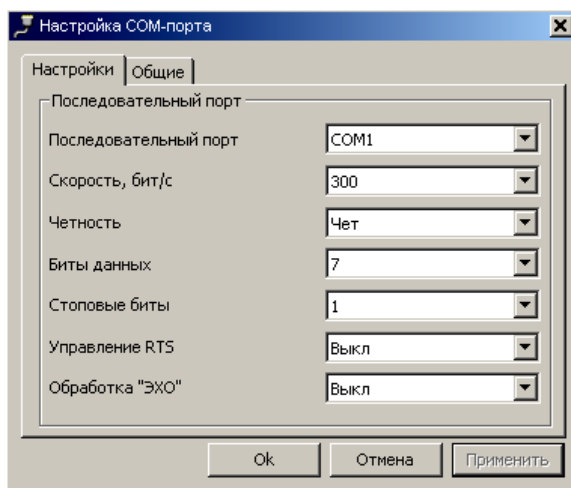 Настройка COM-порта
Настройки Общие
Последовательный порт
Последовательный порт COM1
Скорость, бит/с 300
Четность Чет
Биты данных 7
Стоповые биты 1
Управление RTS Выкл
Обработка "ЭХО" Выкл
Ok Отмена Применить